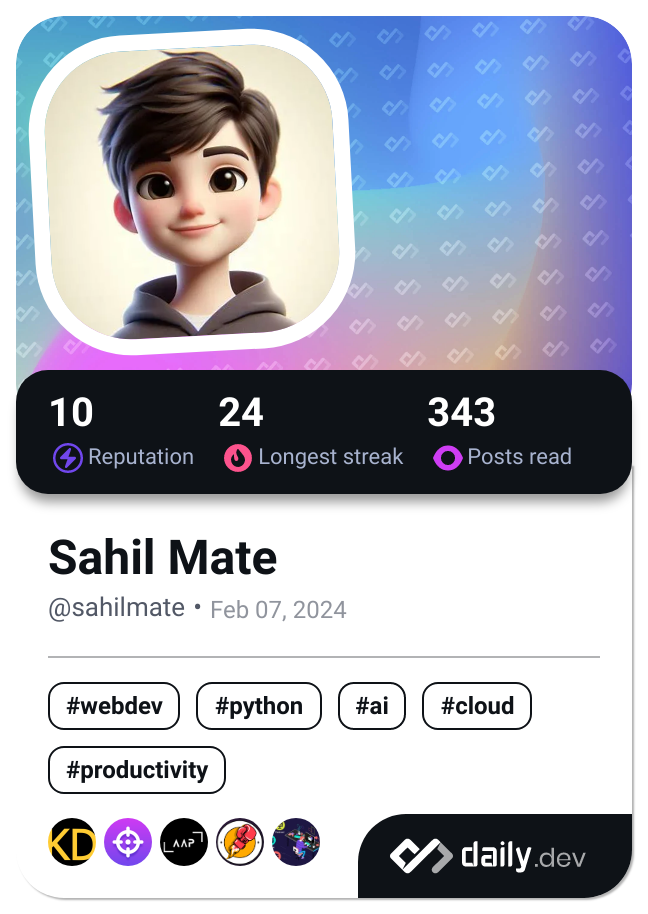 10 24 343
Reputation Longest streak Posts read
Sahil Mate
@sahilmate • Feb 07, 2024
#webdev #python #ai #cloud
#productivity
KD AAP
daily.dev